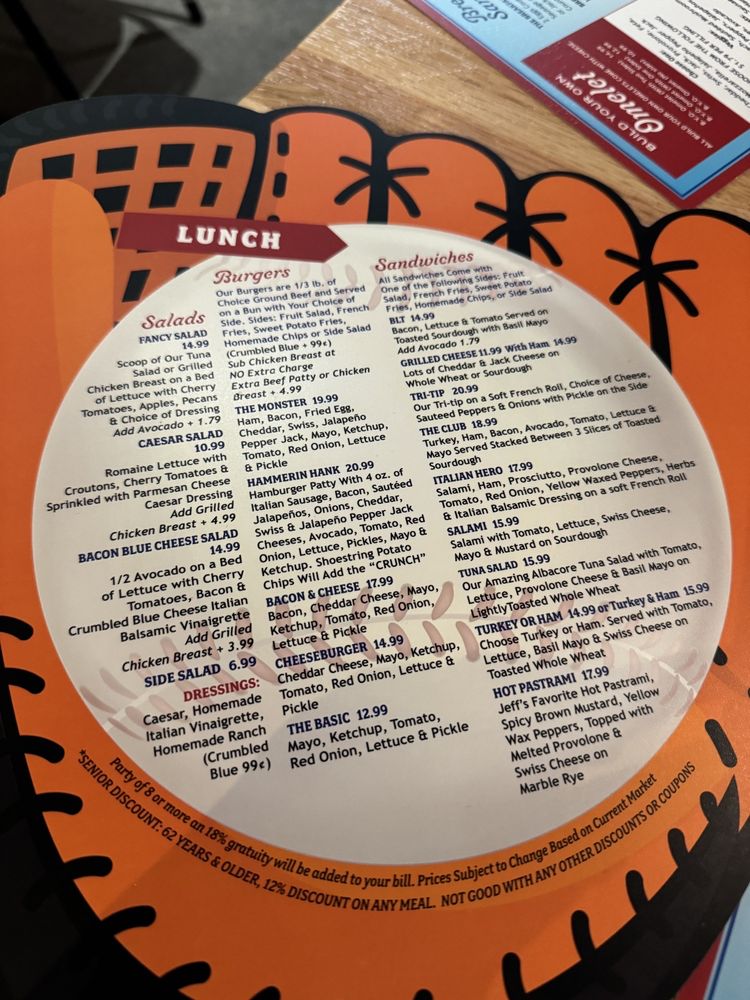 LUNCH
Salads
FANCY SALAD
14.99
Scoop of Our Tuna
Salad or Grilled
Chicken Breast on a Bed
of Lettuce with Cherry
Tomatoes, Apples, Pecans
& Choice of Dressing
Add Avocado + 1.79
CAESAR SALAD
10.99
Romaine Lettuce with
Croutons, Cherry Tomatoes &
Sprinkled with Parmesan Cheese
Caesar Dressing
Add Grilled
Chicken Breast + 4.99
BACON BLUE CHEESE SALAD
14.99
1/2 Avocado on a Bed
of Lettuce with Cherry
Tomatoes, Bacon &
Crumbled Blue Cheese Italian
Balsamic Vinaigrette
Add Grilled
Chicken Breast + 3.99
SIDE SALAD 6.99
DRESSINGS:
Caesar, Homemade
Italian Vinaigrette,
Homemade Ranch
(Crumbled
Blue 99¢)
Burgers
Our Burgers are 1/3 lb. of
Choice Ground Beef and Served
on a Bun with Your Choice of
Side. Sides: Fruit Salad, French
Fries, Sweet Potato Fries,
Homemade Chips or Side Salad
(Crumbled Blue + 99¢)
Sub Chicken Breast at
NO Extra Charge
Extra Beef Patty or Chicken
Breast + 4.99
THE MONSTER 19.99
Ham, Bacon, Fried Egg,
Cheddar, Swiss, Jalapeño
Pepper Jack, Mayo, Ketchup,
Tomato, Red Onion, Lettuce
& Pickle
HAMMERIN HANK 20.99
Hamburger Patty With 4 oz. of
Italian Sausage, Bacon, Sautéed
Jalapeños, Onions, Cheddar,
Swiss & Jalapeño Pepper Jack
Cheeses, Avocado, Tomato, Red
Onion, Lettuce, Pickles, Mayo &
Ketchup. Shoestring Potato
Chips Will Add the "CRUNCH"
BACON & CHEESE 17.99
Bacon, Cheddar Cheese, Mayo,
Ketchup, Tomato, Red Onion,
Lettuce & Pickle
CHEESEBURGER 14.99
Cheddar Cheese, Mayo, Ketchup,
Tomato, Red Onion, Lettuce &
Pickle
THE BASIC 12.99
Mayo, Ketchup, Tomato,
Red Onion, Lettuce & Pickle
Sandwiches
All Sandwiches Come with
One of the Following Sides: Fruit
Salad, French Fries, Sweet Potato
Fries, Homemade Chips, or Side Salad
BLT 14.99
Bacon, Lettuce & Tomato Served on
Toasted Sourdough with Basil Mayo
Add Avocado 1.79
GRILLED CHEESE 11.99 With Ham 14.99
Lots of Cheddar & Jack Cheese on
Whole Wheat or Sourdough
TRI-TIP 20.99
Our Tri-tip on a Soft French Roll, Choice of Cheese,
Sauteed Peppers & Onions with Pickle on the Side
THE CLUB 18.99
Turkey, Ham, Bacon, Avocado, Tomato, Lettuce &
Mayo Served Stacked Between 3 Slices of Toasted
Sourdough
ITALIAN HERO 17.99
Salami, Ham, Prosciutto, Provolone Cheese,
Tomato, Red Onion, Yellow Waxed Peppers, Herbs
& Italian Balsamic Dressing on a soft French Roll
SALAMI 15.99
Salami with Tomato, Lettuce, Swiss Cheese,
Mayo & Mustard on Sourdough
TUNA SALAD 15.99
Our Amazing Albacore Tuna Salad with Tomato,
Lettuce, Provolone Cheese & Basil Mayo on
LightlyToasted Whole Wheat
TURKEY OR HAM 14.99 or Turkey & Ham 15.99
Choose Turkey or Ham. Served with Tomato,
Lettuce, Basil Mayo & Swiss Cheese on
Toasted Whole Wheat
HOT PASTRAMI 17.99
Jeff's Favorite Hot Pastrami,
Spicy Brown Mustard, Yellow
Wax Peppers, Topped with
Melted Provolone &
Swiss Cheese on
Marble Rye
Party of 8 or more an 18% gratuity will be added to your bill. Prices Subject to Change Based on Current Market
*SENIOR DISCOUNT: 62 YEARS & OLDER, 12% DISCOUNT ON ANY MEAL. NOT GOOD WITH ANY OTHER DISCOUNTS OR COUPONS
BUILD YOUR OWN
Omelet
ALL BUILD YOUR OWN OMELETS COME WITH CHEESE